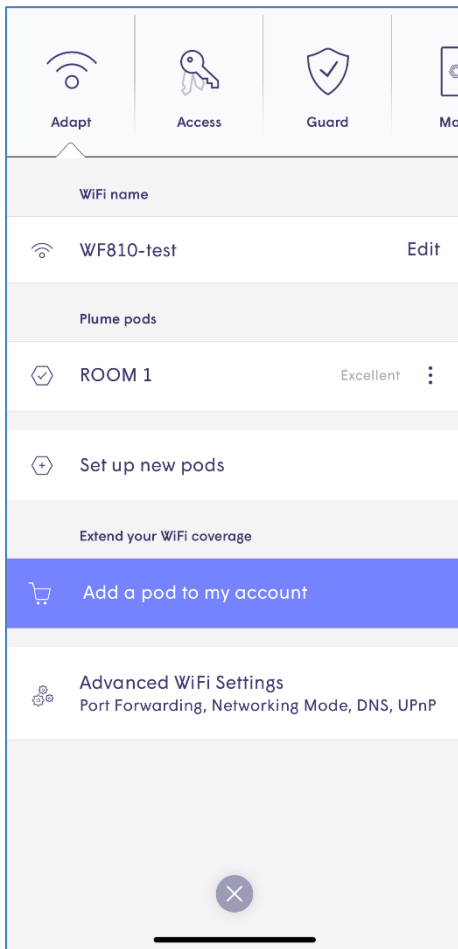 Adapt
Access
Guard
Mo
WiFi name
WF810-test
Edit
Plume pods
ROOM 1
Excellent
Set up new pods
Extend your WiFi coverage
Add a pod to my account
Advanced WiFi Settings
Port Forwarding, Networking Mode, DNS, UPnP